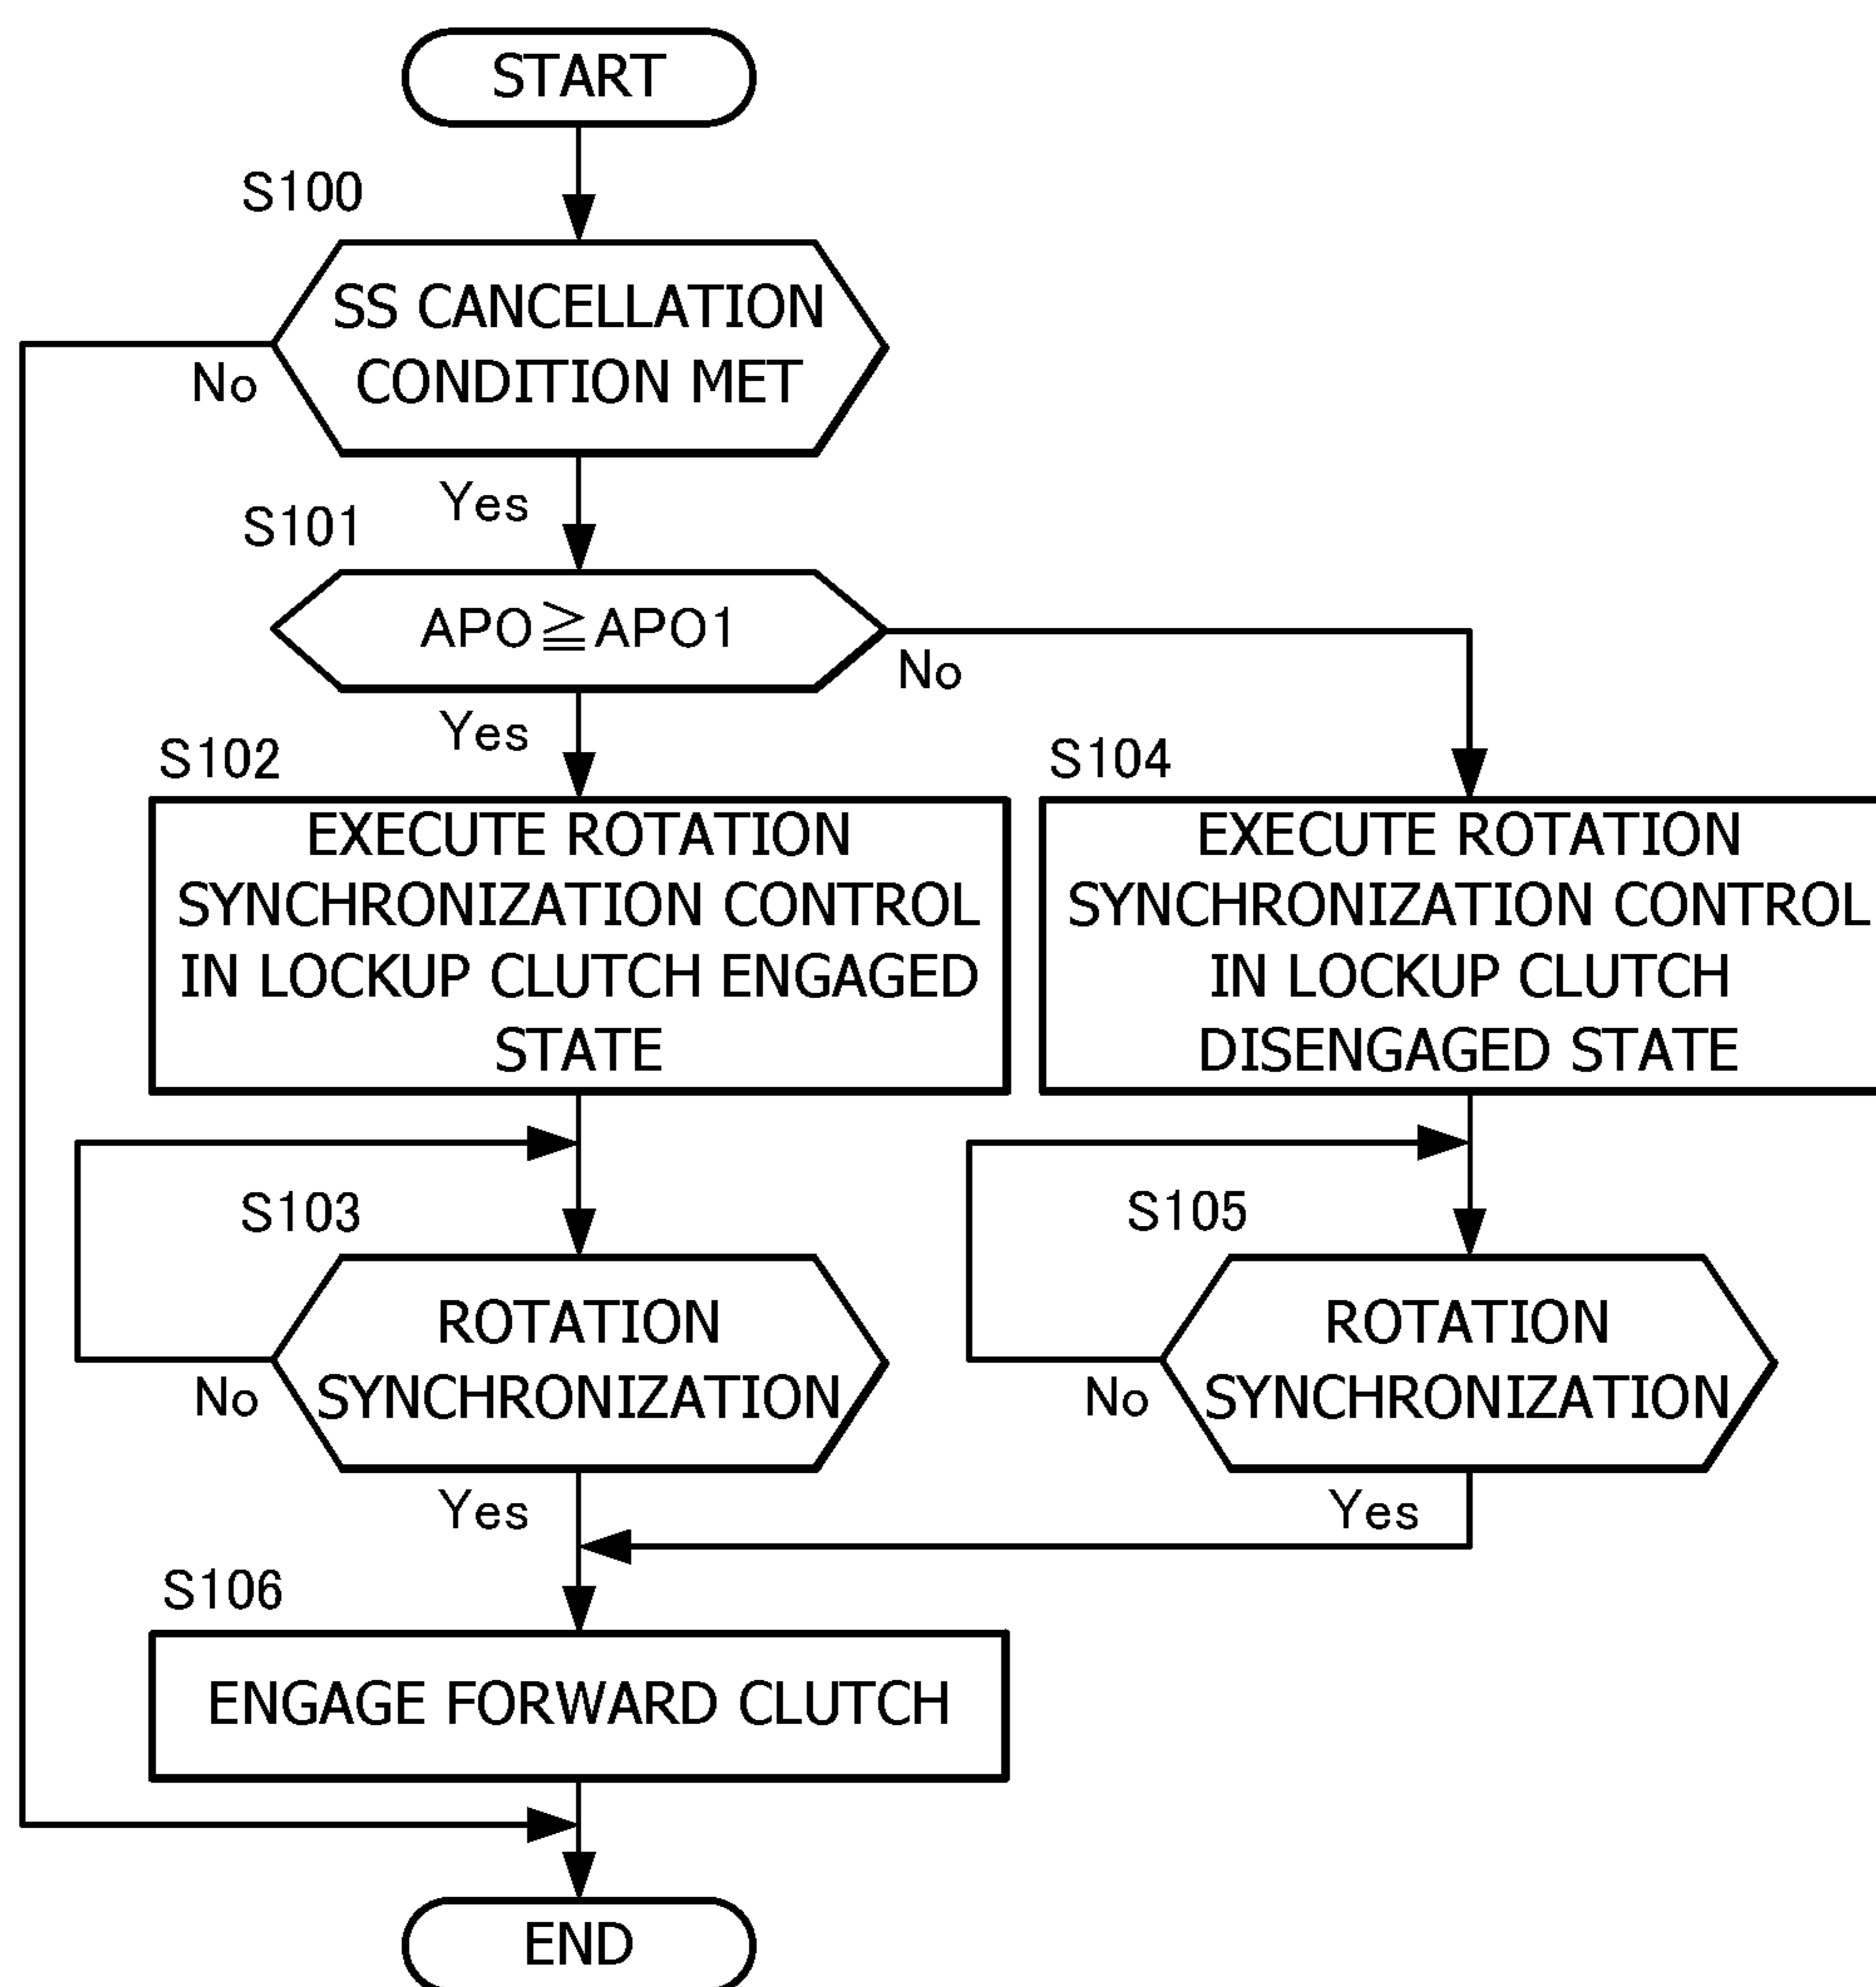 START
S100
SS CANCELLATION
CONDITION MET
No
Yes
S101
APO≧APO1
No
Yes
S102
EXECUTE ROTATION
SYNCHRONIZATION CONTROL
IN LOCKUP CLUTCH ENGAGED
STATE
S104
EXECUTE ROTATION
SYNCHRONIZATION CONTROL
IN LOCKUP CLUTCH
DISENGAGED STATE
S103
ROTATION
SYNCHRONIZATION
No
Yes
S105
ROTATION
SYNCHRONIZATION
No
Yes
S106
ENGAGE FORWARD CLUTCH
END